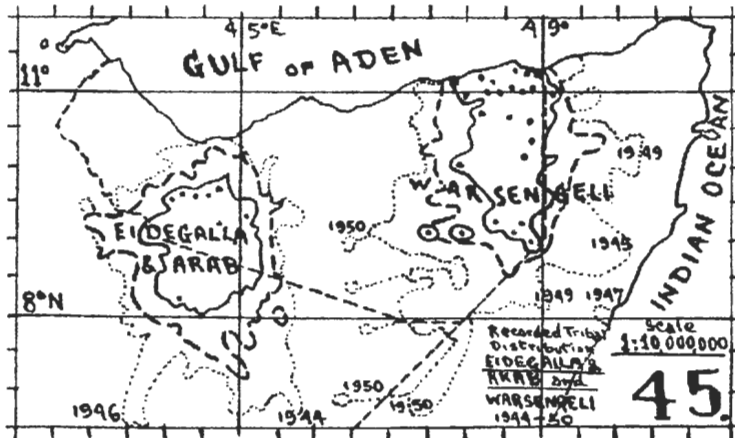 45°E
49°
GULF OF ADEN
11°
1949
WARSENGELI
INDIAN OCEAN
1950
EIDEGALLA
& ARAB
1945
1949 1947
8°N
Recorded Tribal
Distribution
EIDEGALLA &
ARAB and
WARSENGELI
1944-50
Scale
1:10,000,000
45.
1950
1950
1946
1944